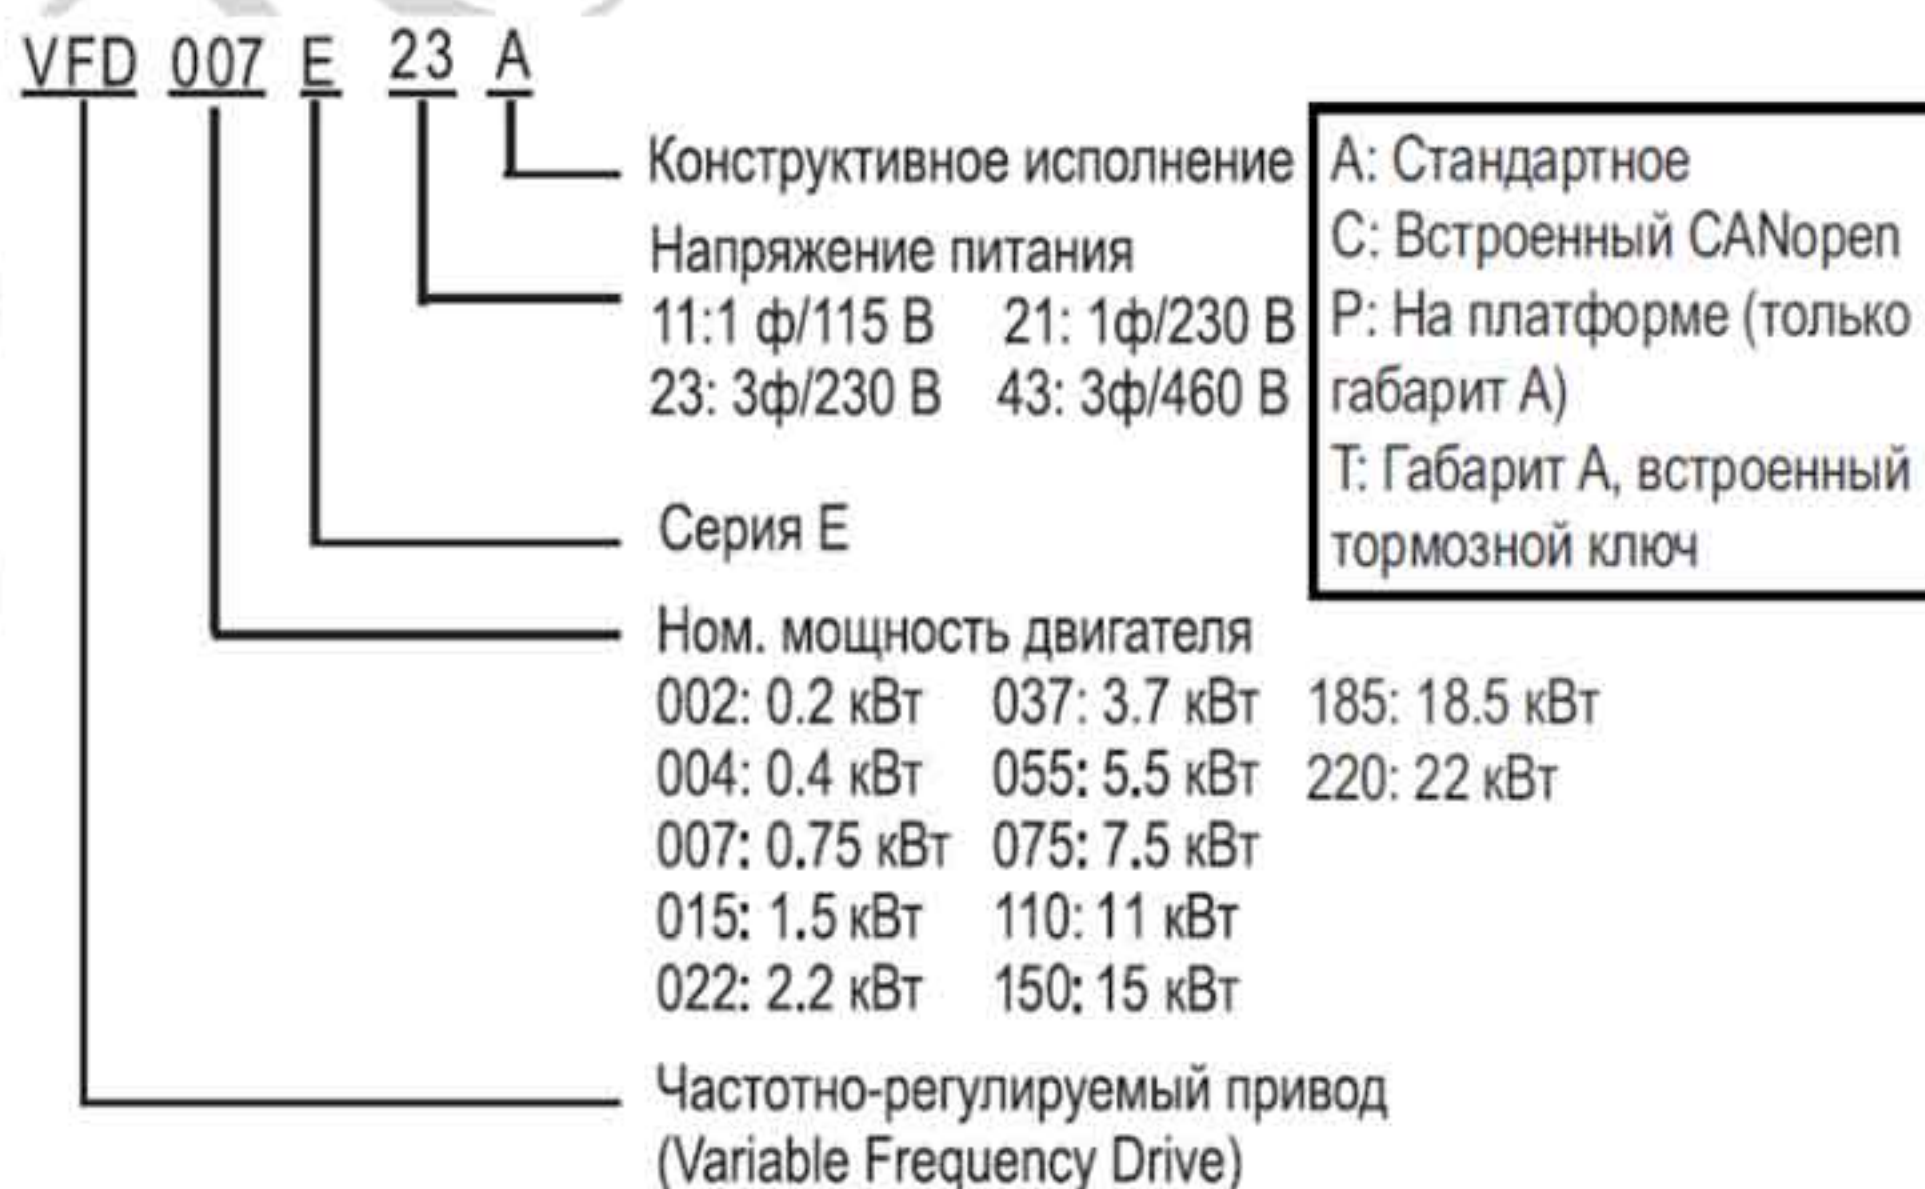 VFD 007 E 23 A
Конструктивное исполнение
Напряжение питания
11:1 ф/115 В 21: 1ф/230 В
23: 3ф/230 В 43: 3ф/460 В
А: Стандартное
С: Встроенный CANopen
Р: На платформе (только
габарит А)
Т: Габарит А, встроенный
тормозной ключ
Серия Е
Ном. мощность двигателя
002: 0.2 кВт 037: 3.7 кВт 185: 18.5 кВт
004: 0.4 кВт 055: 5.5 кВт 220: 22 кВт
007: 0.75 кВт 075: 7.5 кВт
015: 1.5 кВт 110: 11 кВт
022: 2.2 кВт 150: 15 кВт
Частотно-регулируемый привод
(Variable Frequency Drive)